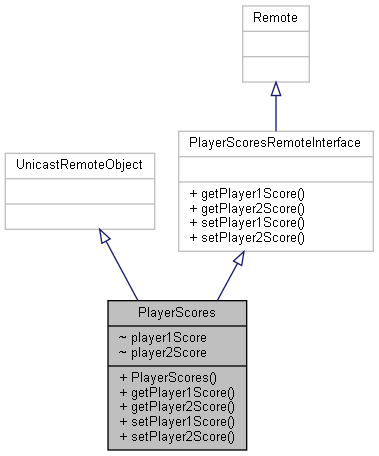 Remote
PlayerScoresRemoteInterface
+ getPlayer1Score()
+ getPlayer2Score()
+ setPlayer1Score()
+ setPlayer2Score()
UnicastRemoteObject
PlayerScores
~ player1Score
~ player2Score
+ PlayerScores()
+ getPlayer1Score()
+ getPlayer2Score()
+ setPlayer1Score()
+ setPlayer2Score()